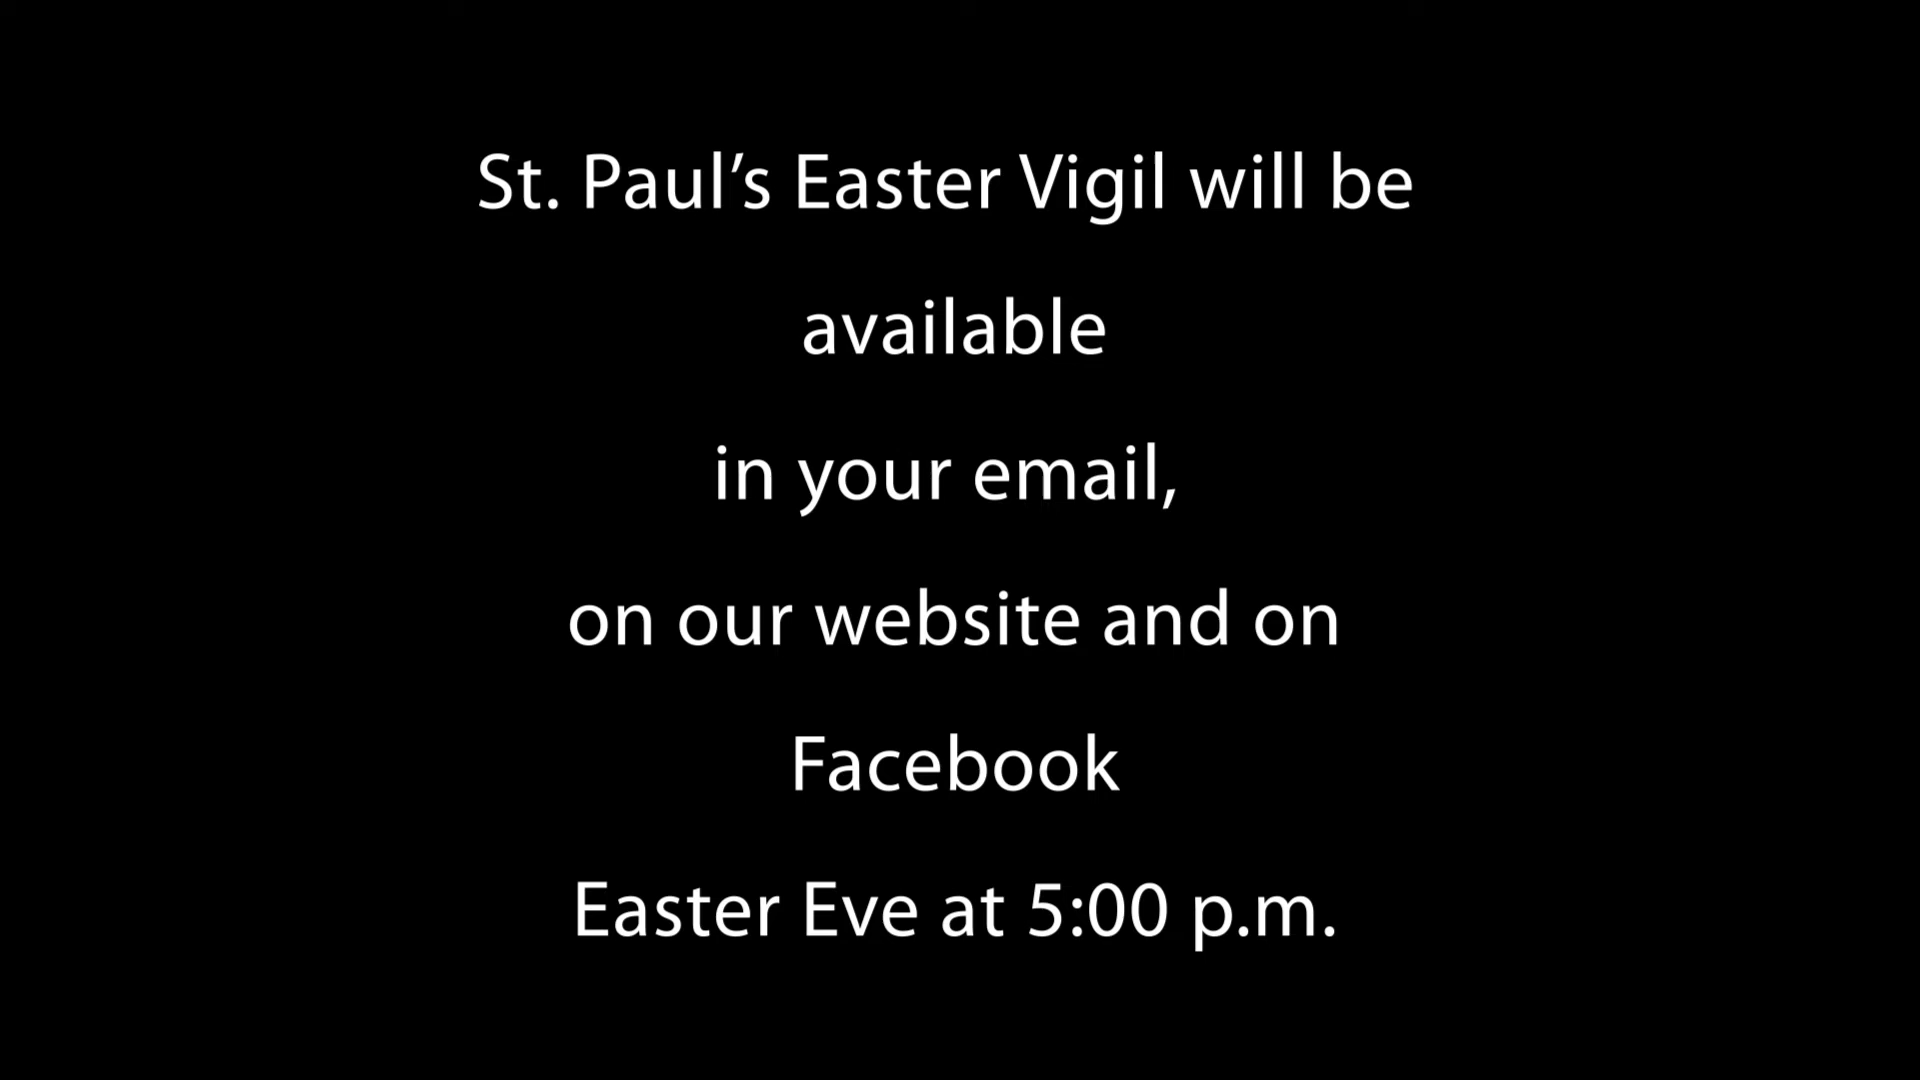 St. Paul’s Easter Vigil will be
available
in your email,
on our website and on
Facebook
Easter Eve at 5:00 p.m.